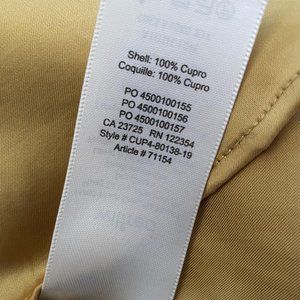 Shell: 100% Cupro
Coquille: 100% Cupro
PO 4500100155
PO 4500100156
PO 4500100157
CA 23725 RN 122354
Style # CUP4-80138-19
Article # 71154